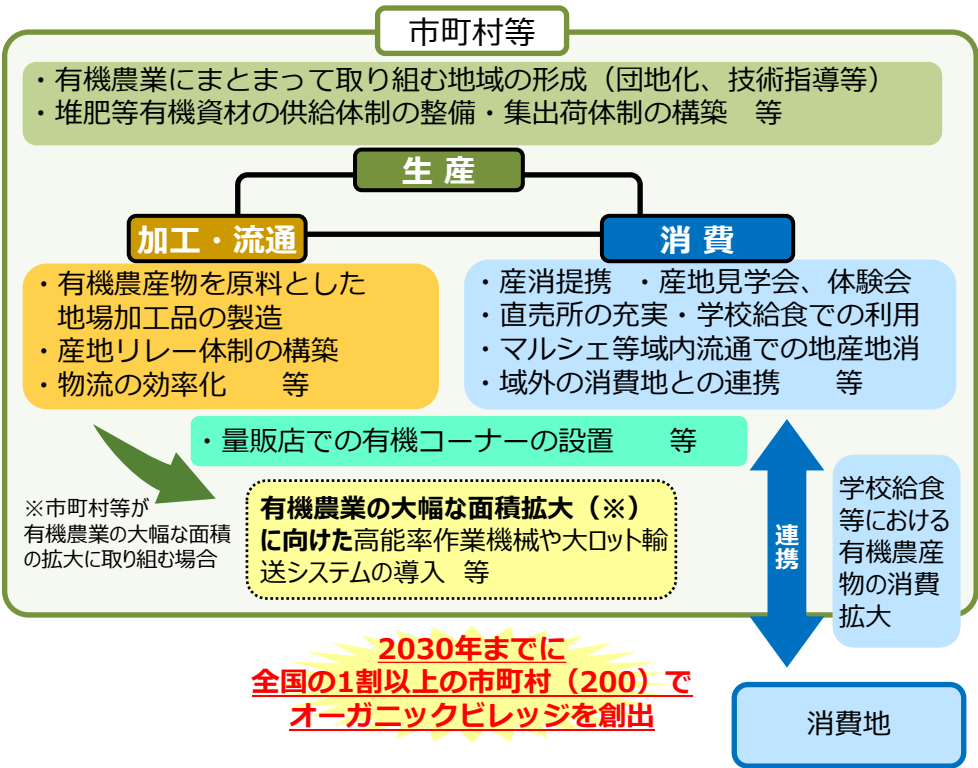 市町村等
・有機農業にまとまって取り組む地域の形成（団地化、技術指導等）
・堆肥等有機資材の供給体制の整備・集出荷体制の構築　等
生 産
加工・流通
消 費
・有機農産物を原料とした
地場加工品の製造
・産地リレー体制の構築
・物流の効率化　　等
・産消提携　・産地見学会、体験会
・直売所の充実・学校給食での利用
・マルシェ等域内流通での地産地消
・域外の消費地との連携　　等
・量販店での有機コーナーの設置　　等
※市町村等が
有機農業の大幅な面積
の拡大に取り組む場合
有機農業の大幅な面積拡大（※）
に向けた高能率作業機械や大ロット輸
送システムの導入　等
連携
学校給食
等における
有機農産
物の消費
拡大
2030年までに
全国の1割以上の市町村（200）で
オーガニックビレッジを創出
消費地